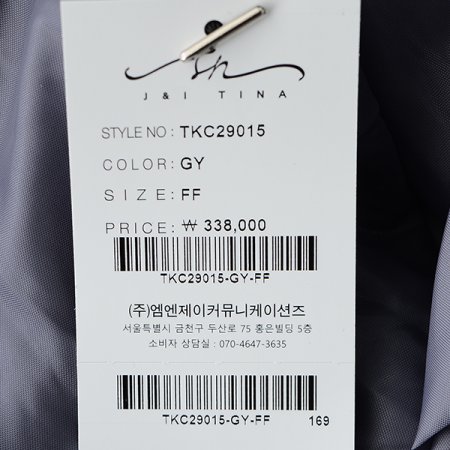 J & I TINA
STYLE NO : TKC29015
COLOR: GY
SIZE: FF
PRICE: ₩ 338,000
TKC29015-GY-FF
(주)엠엔제이커뮤니케이션즈
서울특별시 금천구 두산로 75 홍은빌딩 5층
소비자 상담실 : 070-4647-3635
TKC29015-GY-FF 169